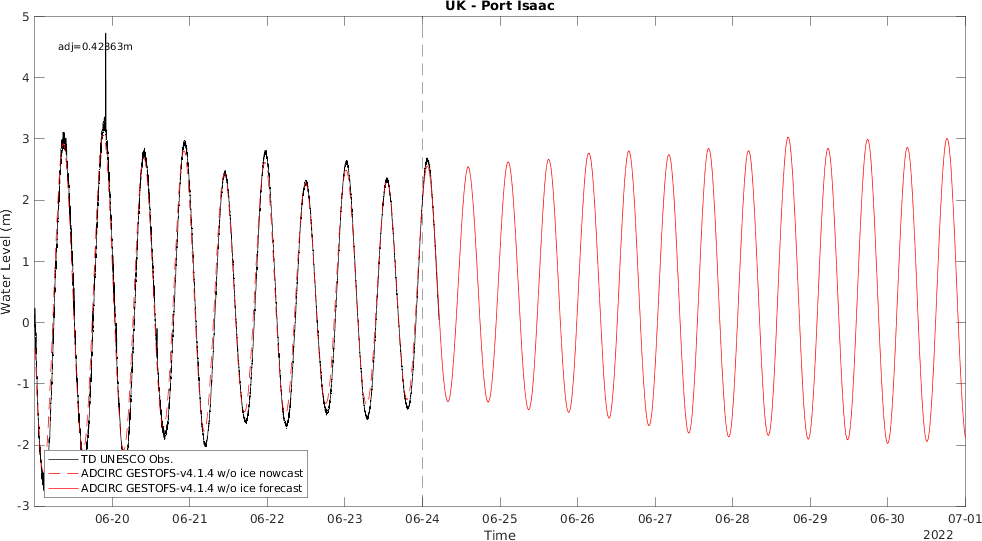 UK - Port Isaac
adj=0.42863m
5
4
3
2
1
0
-1
-2
-3
Water Level (m)
TD UNESCO Obs.
ADCIRC GESTOFS-v4.1.4 w/o ice nowcast
ADCIRC GESTOFS-v4.1.4 w/o ice forecast
06-20 06-21 06-22 06-23 06-24 06-25 06-26 06-27 06-28 06-29 06-30 07-01
Time
2022